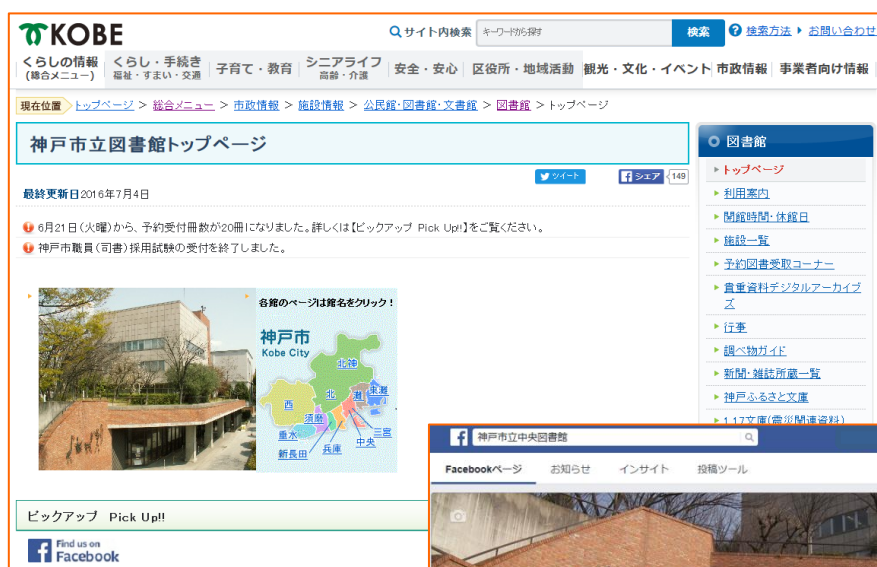 KOBE
サイト内検索 キーワードから探す 検索 検索方法 お問い合わせ
くらしの情報 (総合メニュー)
くらし・手続き 福祉・すまい・交通
子育て・教育
シニアライフ 高齢・介護
安全・安心
区役所・地域活動
観光・文化・イベント
市政情報
事業者向け情報
現在位置 トップページ > 総合メニュー > 市政情報 > 施設情報 > 公民館・図書館・文書館 > 図書館 > トップページ
神戸市立図書館トップページ
ツイート シェア 149
最終更新日2016年7月4日
6月21日(火曜)から、予約受付冊数が20冊になりました。詳しくは【ピックアップ Pick Up!!】をご覧ください。
神戸市職員(司書)採用試験の受付を終了しました。
各館のページは館名をクリック!
神戸市
Kobe City
北神
北
灘
東灘
西
須磨
垂水
新長田
兵庫
中央
三宮
ピックアップ Pick Up!!
Find us on
Facebook
図書館
トップページ
利用案内
開館時間・休館日
施設一覧
予約図書受取コーナー
貴重資料デジタルアーカイブ
ズ
行事
調べ物ガイド
新聞・雑誌所蔵一覧
神戸ふるさと文庫
1.17文庫(震災関連資料)
神戸市立中央図書館
Facebookページ お知らせ インサイト 投稿ツール